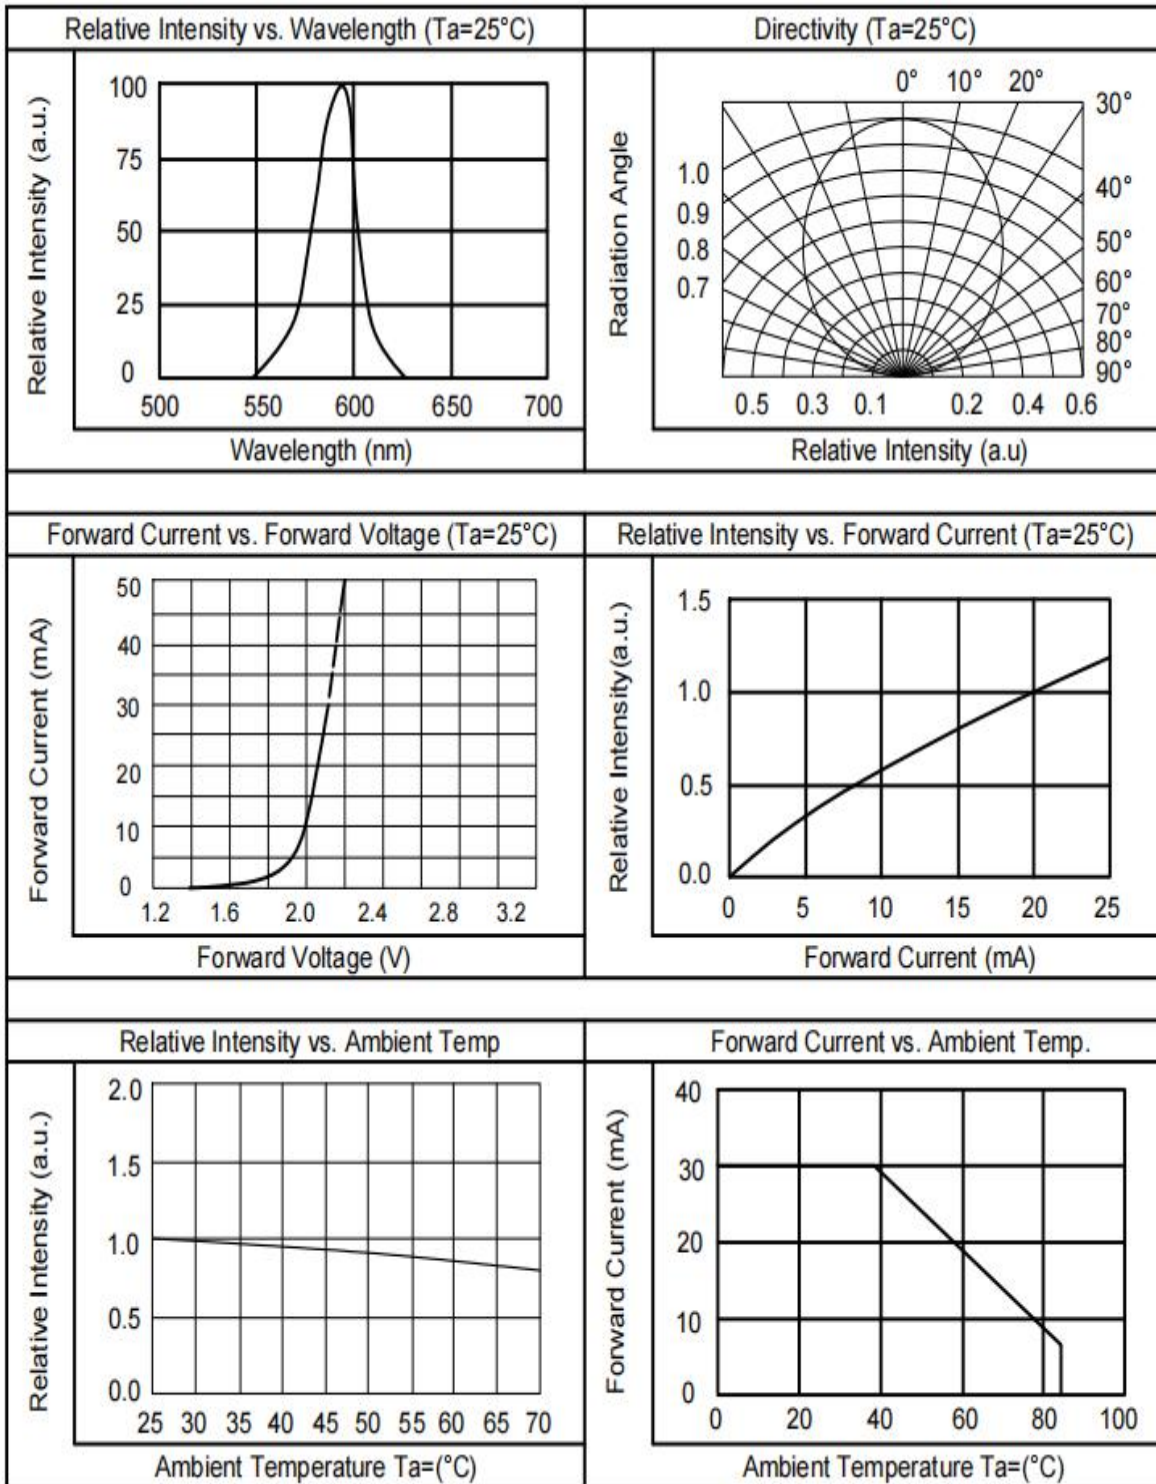 Relative Intensity vs. Wavelength (Ta=25°C)
Relative Intensity (a.u.)
100
75
50
25
0
500 550 600 650 700
Wavelength (nm)
Directivity (Ta=25°C)
Radiation Angle
0° 10° 20° 30°
40°
50°
60°
70°
80°
90°
1.0
0.9
0.8
0.7
0.5 0.3 0.1 0.2 0.4 0.6
Relative Intensity (a.u)
Forward Current vs. Forward Voltage (Ta=25°C)
Forward Current (mA)
50
40
30
20
10
0
1.2 1.6 2.0 2.4 2.8 3.2
Forward Voltage (V)
Relative Intensity vs. Forward Current (Ta=25°C)
Relative Intensity(a.u.)
1.5
1.0
0.5
0.0
0 5 10 15 20 25
Forward Current (mA)
Relative Intensity vs. Ambient Temp
Relative Intensity (a.u.)
2.0
1.5
1.0
0.5
0.0
25 30 35 40 45 50 55 60 65 70
Ambient Temperature Ta=(°C)
Forward Current vs. Ambient Temp.
Forward Current (mA)
40
30
20
10
0
0 20 40 60 80 100
Ambient Temperature Ta=(°C)